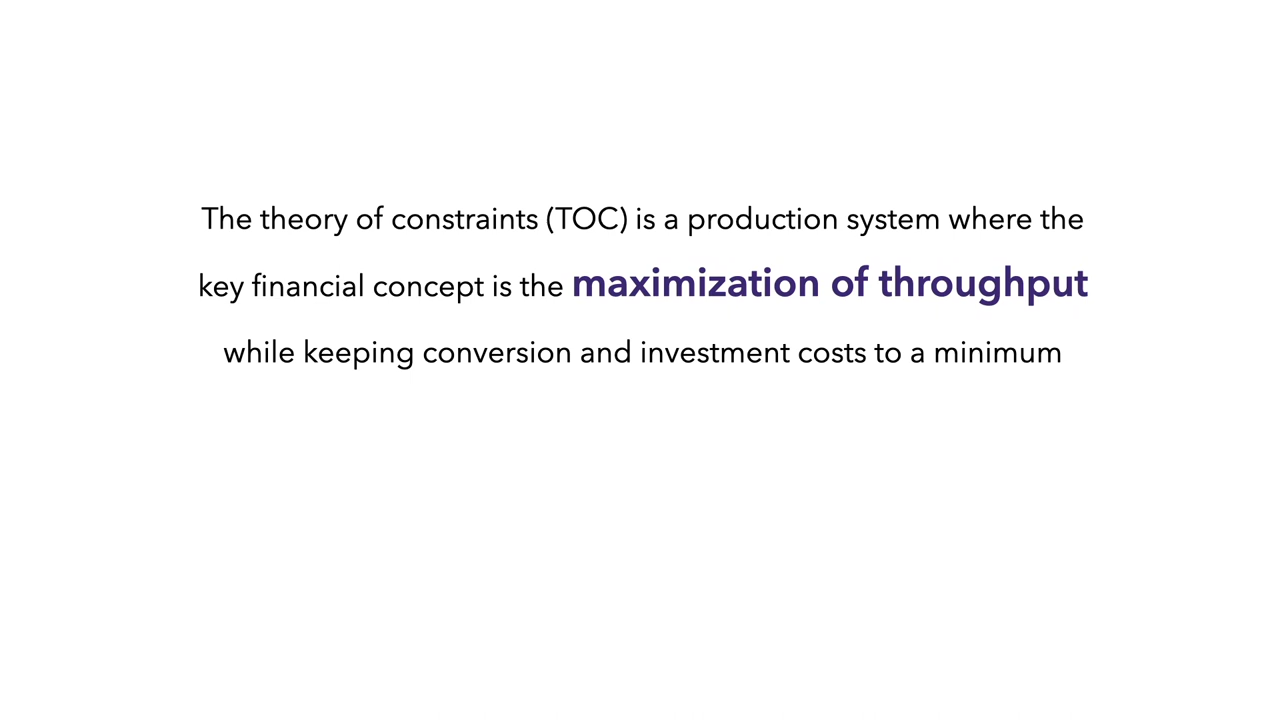 The theory of constraints (TOC) is a production system where the
key financial concept is the maximization of throughput
while keeping conversion and investment costs to a minimum